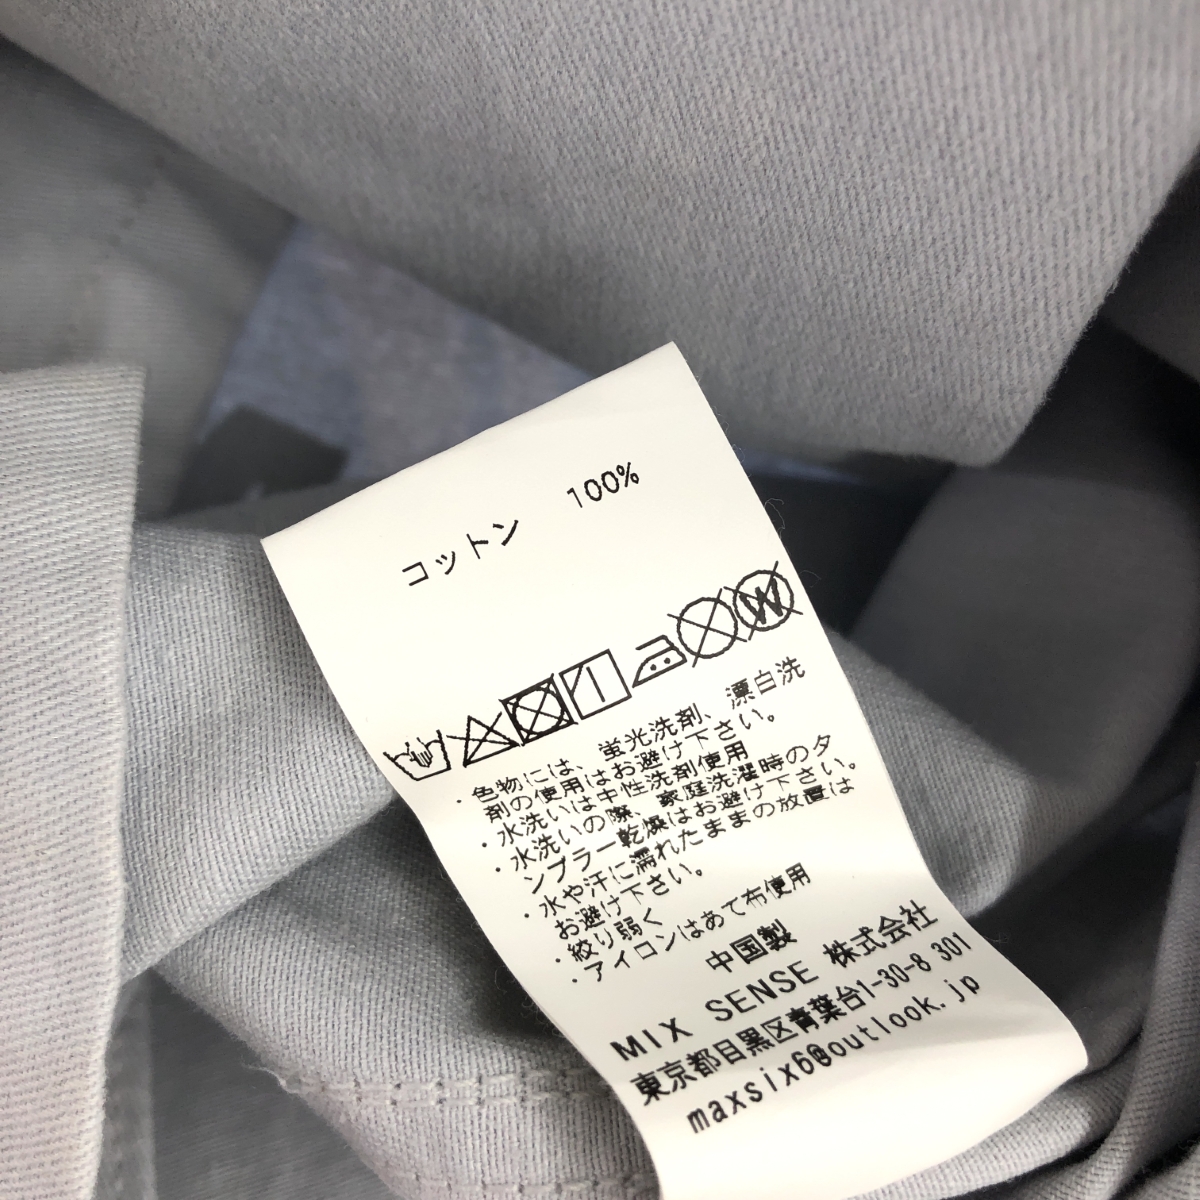 コットン 100%
W
・色物には、蛍光洗剤、漂白洗
剤の使用はお避け下さい。
・水洗いは中性洗剤使用
・水洗いの際、家庭洗濯時のタ
ンブラー乾燥はお避け下さい。
・水や汗に濡れたままの放置は
お避け下さい。
・絞り弱く
・アイロンはあて布使用
中国製
MIX SENSE 株式会社
東京都目黒区青葉台1-30-8 301
maxsix6@outlook.jp